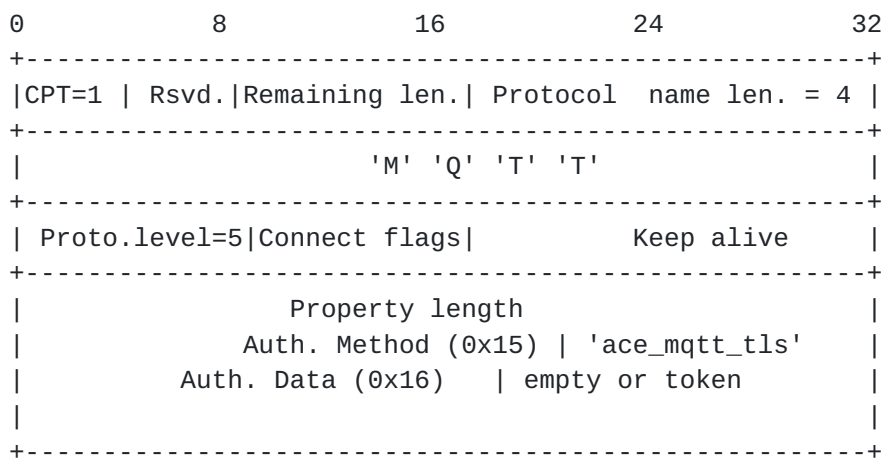 0             8            16            24            32
+------------------------------------------------------+
|CPT=1 | Rsvd.|Remaining len.| Protocol  name len. = 4 |
+------------------------------------------------------+
|                      'M' 'Q' 'T' 'T'                 |
+------------------------------------------------------+
| Proto.level=5|Connect flags|          Keep alive     |
+------------------------------------------------------+
|                 Property length                      |
|              Auth. Method (0x15) | 'ace_mqtt_tls'    |
|          Auth. Data (0x16)   | empty or token        |
|                                                      |
+------------------------------------------------------+